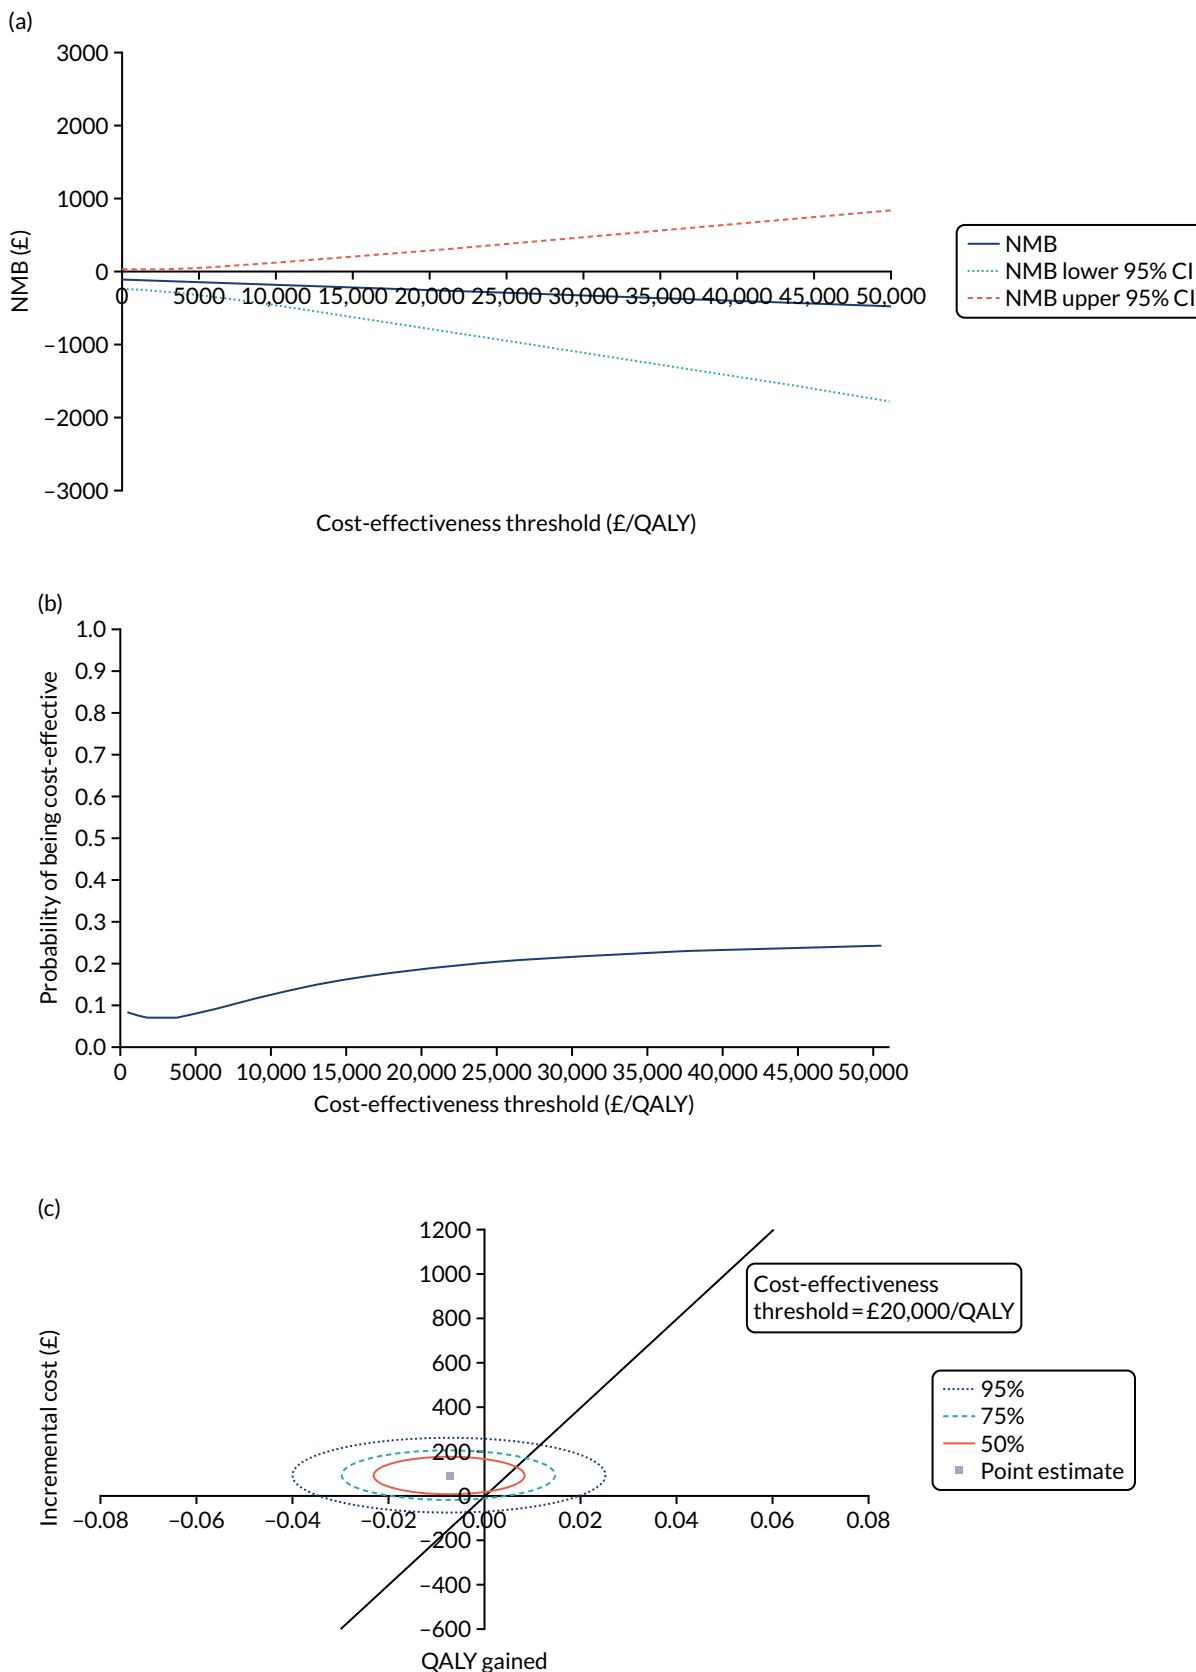 (a)
3000
2000
1000
0
−1000
−2000
−3000
NMB (£)
0 5000 10,000 15,000 20,000 25,000 30,000 35,000 40,000 45,000 50,000
Cost-effectiveness threshold (£/QALY)
NMB
NMB lower 95% CI
NMB upper 95% CI
(b)
1.0
0.9
0.8
0.7
0.6
0.5
0.4
0.3
0.2
0.1
0.0
Probability of being cost-effective
0 5000 10,000 15,000 20,000 25,000 30,000 35,000 40,000 45,000 50,000
Cost-effectiveness threshold (£/QALY)
(c)
1200
1000
800
600
400
200
0
−200
−400
−600
Incremental cost (£)
−0.08 −0.06 −0.04 −0.02 0.00 0.02 0.04 0.06 0.08
QALY gained
Cost-effectiveness
threshold = £20,000/QALY
95%
75%
50%
Point estimate